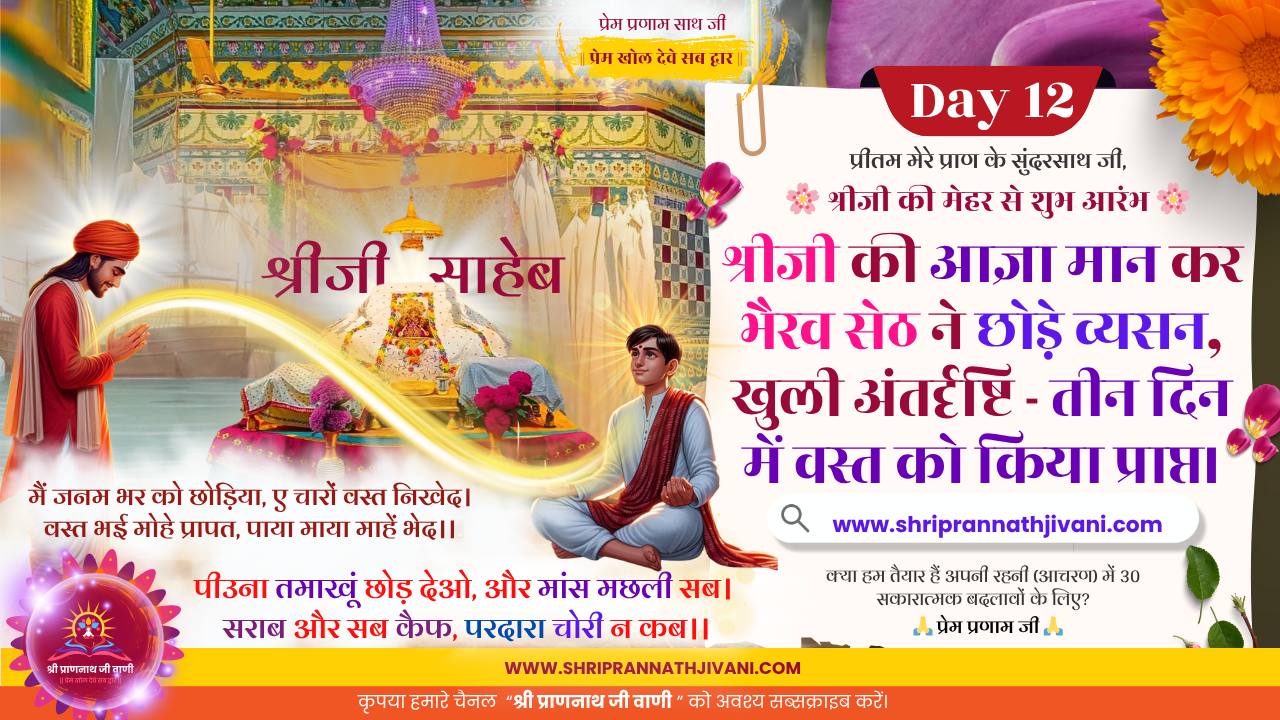 प्रेम प्रणाम साथ जी
॥ प्रेम खोल देवे सब द्वार ॥
Day 12
प्रीतम मेरे प्राण के सुंदरसाथ जी,
🌸 श्रीजी की मेहर से शुभ आरंभ 🌸
श्रीजी की आज्ञा मान कर
भैरव सेठ ने छोड़े व्यसन,
खुली अंतर्दृष्टि - तीन दिन
में वस्त को किया प्राप्त।
www.shriprannathjivani.com
क्या हम तैयार हैं अपनी रहनी (आचरण) में 30
सकारात्मक बदलावों के लिए?
🙏 प्रेम प्रणाम जी 🙏
श्रीजी साहेब
मैं जनम भर को छोड़िया, ए चारों वस्त निखेद।
वस्त भई मोहे प्रापत, पाया माया माहें भेद।।
पीउना तमाखूं छोड़ देओ, और मांस मछली सब।
सराब और सब कैफ, परदारा चोरी न कब।।
श्री प्राणनाथ जी वाणी
॥ प्रेम खोल देवे सब द्वार ॥
WWW.SHRIPRANNATHJIVANI.COM
कृपया हमारे चैनल “श्री प्राणनाथ जी वाणी ” को अवश्य सब्सक्राइब करें।